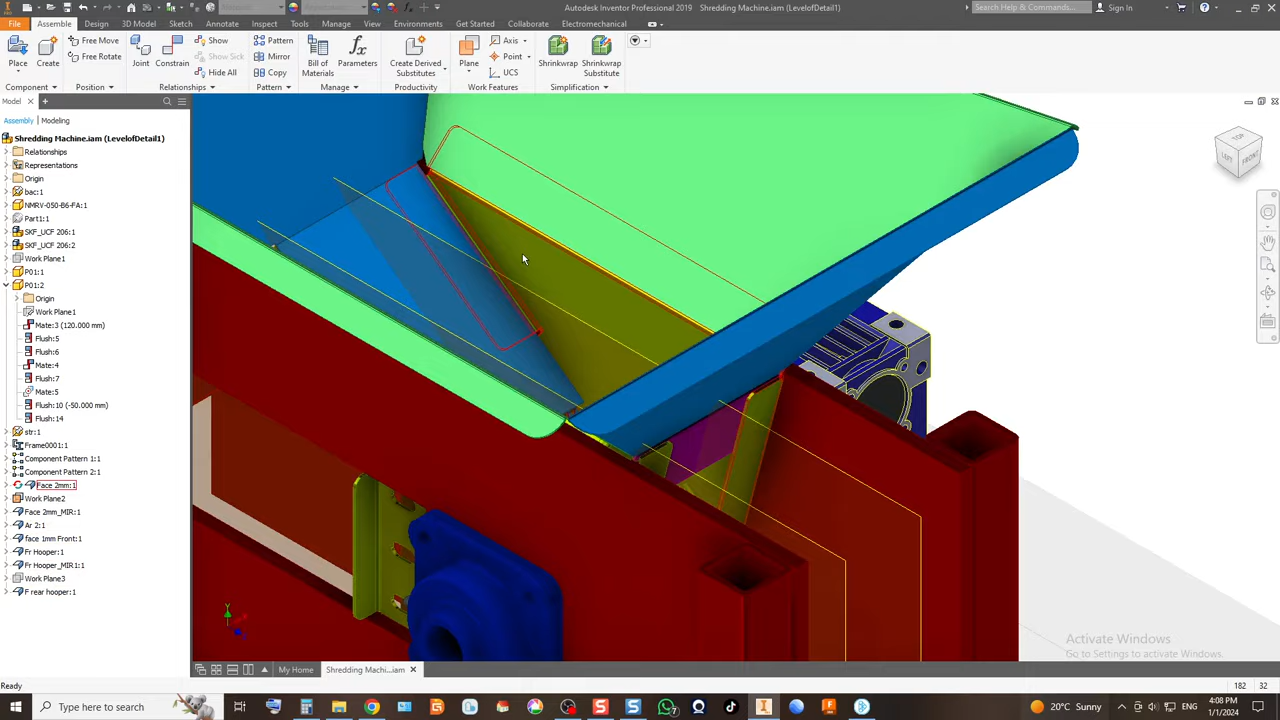 Autodesk Inventor Professional 2019   Shredding Machine.iam (LevelofDetail1)
Search Help & Commands...
Sign In
File
Assemble
Design
3D Model
Sketch
Annotate
Inspect
Tools
Manage
View
Environments
Get Started
Collaborate
Electromechanical
Free Move
Show
Pattern
Axis
Free Rotate
Show Sick
Mirror
Point
Place
Create
Joint
Constrain
Hide All
Copy
Bill of Materials
Parameters
Create Derived Substitutes
Plane
UCS
Shrinkwrap
Shrinkwrap Substitute
Component
Position
Relationships
Pattern
Manage
Productivity
Work Features
Simplification
Model
Assembly
Modeling
Shredding Machine.iam (LevelofDetail1)
Relationships
Representations
Origin
bac:1
NMRV-050-B6-FA:1
Part1:1
SKF_UCF 206:1
SKF_UCF 206:2
Work Plane1
P01:1
P01:2
Origin
Work Plane1
Mate:3 (120.000 mm)
Flush:5
Flush:6
Mate:4
Flush:7
Mate:5
Flush:10 (-50.000 mm)
Flush:14
str:1
Frame0001:1
Component Pattern 1:1
Component Pattern 2:1
Face 2mm:1
Work Plane2
Face 2mm_MIR:1
Ar 2:1
face 1mm Front:1
Fr Hooper:1
Fr Hooper_MIR1:1
Work Plane3
F rear hooper:1
TOP
LEFT
FRONT
Y
Activate Windows
Go to Settings to activate Windows.
My Home
Shredding Machi...iam
Ready
182
32
Type here to search
20°C Sunny
ENG
4:08 PM
1/1/2024